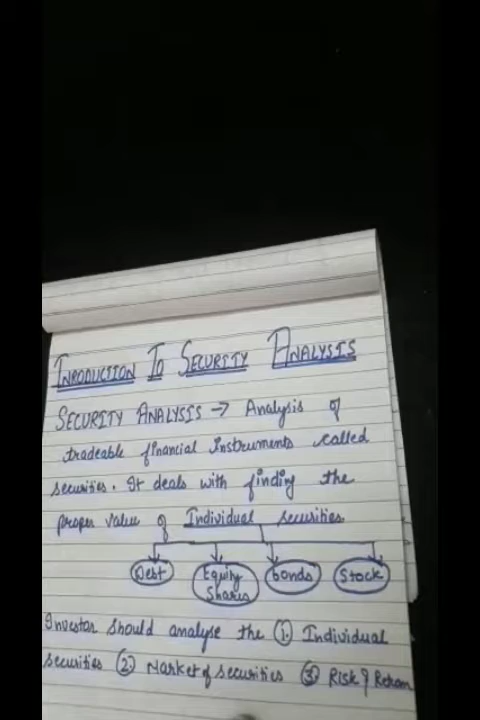 INRODUCTION TO SECURITY ANALYSIS
SECURITY ANALYSIS → Analysis of
tradeable financial Instruments called
securities. It deals with finding the
proper value of Individual securities
Debt Equity Shares bonds Stock
Investor should analyse the ① Individual
securities ② Market of securities ③ Risk & Return